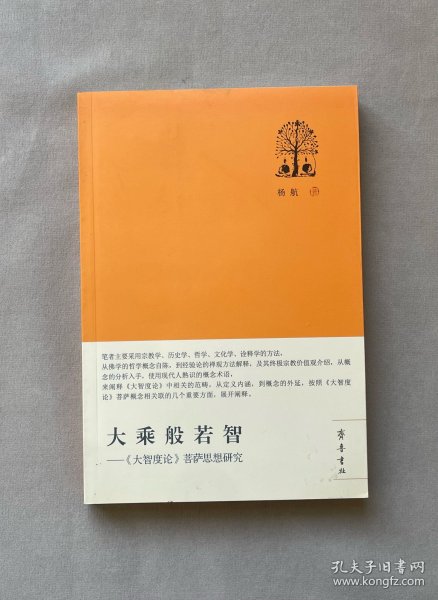 杨航 著
笔者主要采用宗教学、历史学、哲学、文化学、诠释学的方法，
从佛学的哲学概念自陈，到经验论的禅观方法解释，及其终极宗教价值观介绍，从概
念的分析入手，使用现代人熟识的概念术语，
来阐释《大智度论》中相关的范畴，从定义内涵，到概念的外延，按照《大智度
论》菩萨概念相关联的几个重要方面，展开阐释。
大乘般若智
——《大智度论》菩萨思想研究
齐鲁书社
孔夫子旧书网
www.kongfz.com